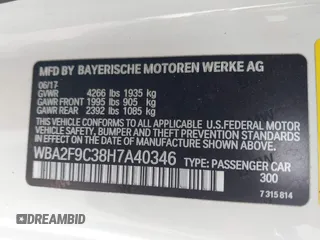 MFD BY BAYERISCHE MOTOREN WERKE AG
06/17
GVWR 4266 lbs 1935 kg
GAWR FRONT 1995 lbs 905 kg
GAWR REAR 2392 lbs 1085 kg
THIS VEHICLE CONFORMS TO ALL APPLICABLE
U.S.FEDERAL MOTOR VEHICLE SAFETY, BUMPER,
AND THEFT PREVENTION STANDARDS IN EFFECT
ON THE DATE OF MANUFACTURE SHOWN ABOVE.
WBA2F9C38H7A40346 TYPE: PASSENGER CAR
300
7 315 814